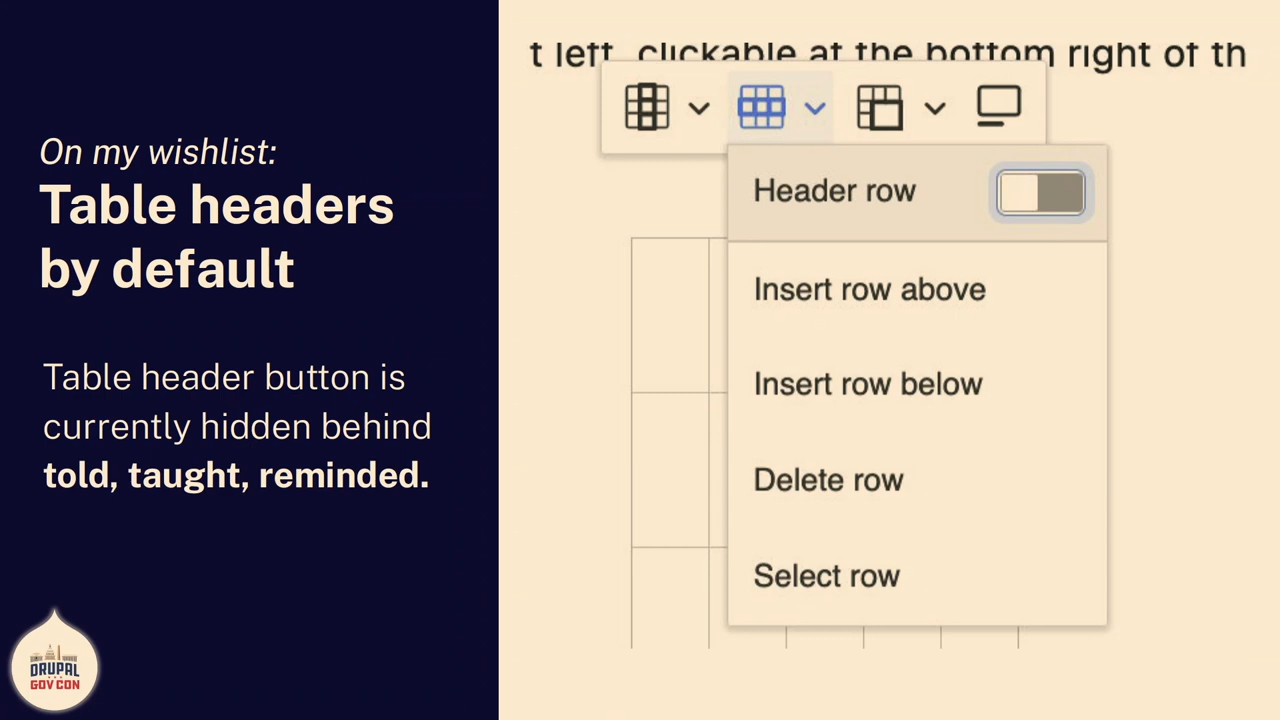 On my wishlist:
Table headers
by default
Table header button is
currently hidden behind
told, taught, reminded.
DRUPAL
GOV CON
t left, clickable at the bottom right of th
Header row
Insert row above
Insert row below
Delete row
Select row